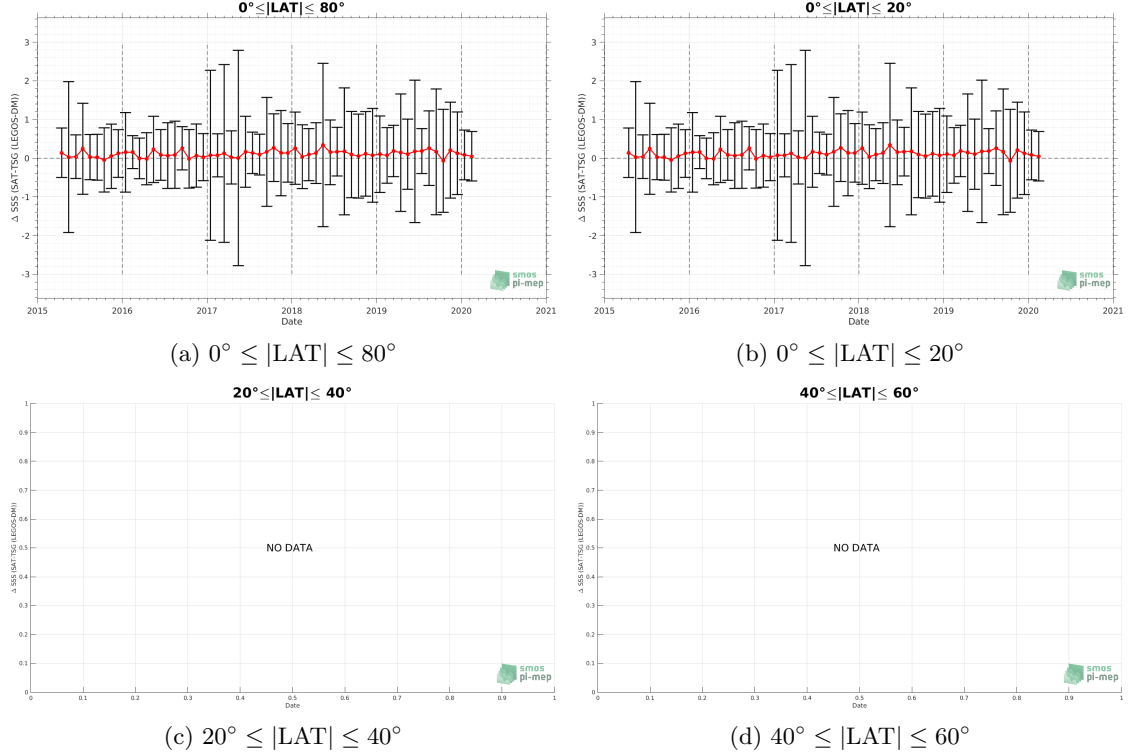 0°≤|LAT|≤ 80°
Δ SSS (SAT-TSG (LEGOS-DM))
3
2
1
0
-1
-2
-3
2015 2016 2017 2018 2019 2020 2021
Date
smos
pi-mep
(a) 0° ≤ |LAT| ≤ 80°
0°≤|LAT|≤ 20°
Δ SSS (SAT-TSG (LEGOS-DM))
3
2
1
0
-1
-2
-3
2015 2016 2017 2018 2019 2020 2021
Date
smos
pi-mep
(b) 0° ≤ |LAT| ≤ 20°
20°≤|LAT|≤ 40°
Δ SSS (SAT-TSG (LEGOS-DM))
1
0.9
0.8
0.7
0.6
0.5
0.4
0.3
0.2
0.1
0
NO DATA
0 0.1 0.2 0.3 0.4 0.5 0.6 0.7 0.8 0.9 1
Date
smos
pi-mep
(c) 20° ≤ |LAT| ≤ 40°
40°≤|LAT|≤ 60°
Δ SSS (SAT-TSG (LEGOS-DM))
1
0.9
0.8
0.7
0.6
0.5
0.4
0.3
0.2
0.1
0
NO DATA
0 0.1 0.2 0.3 0.4 0.5 0.6 0.7 0.8 0.9 1
Date
smos
pi-mep
(d) 40° ≤ |LAT| ≤ 60°